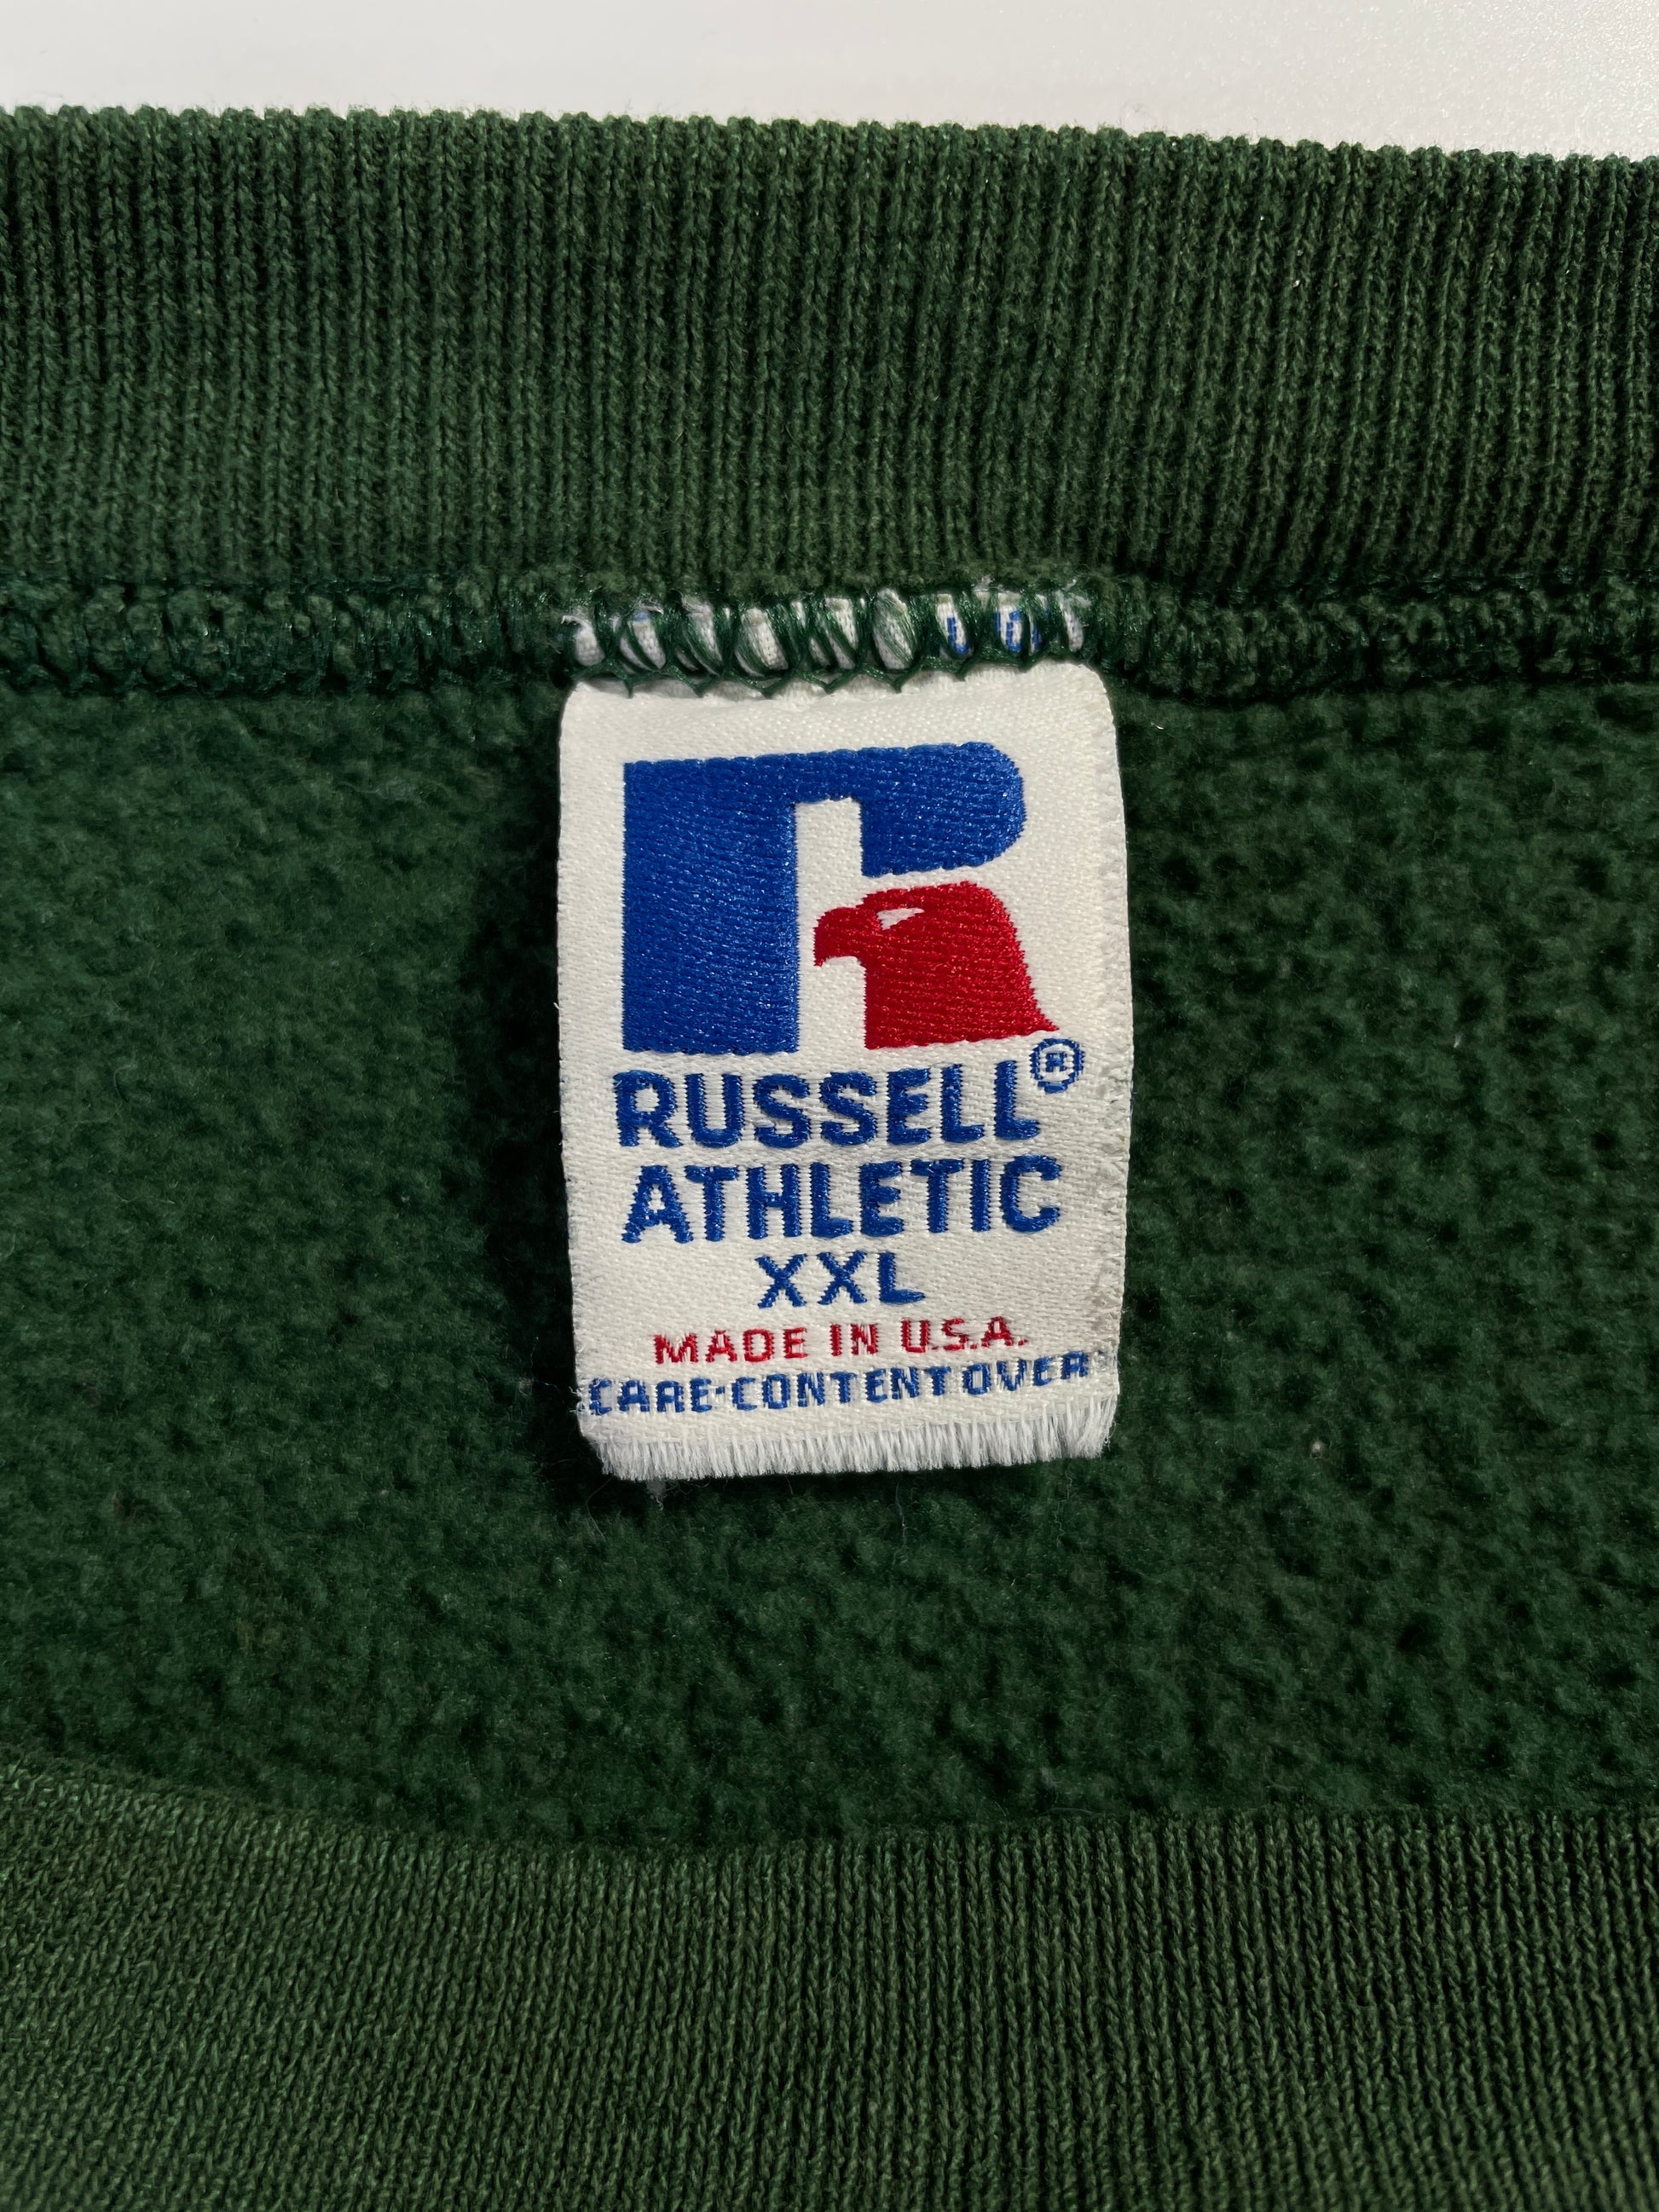 RUSSELL®
ATHLETIC
XXL
MADE IN U.S.A.
CARE·CONTENT OVER